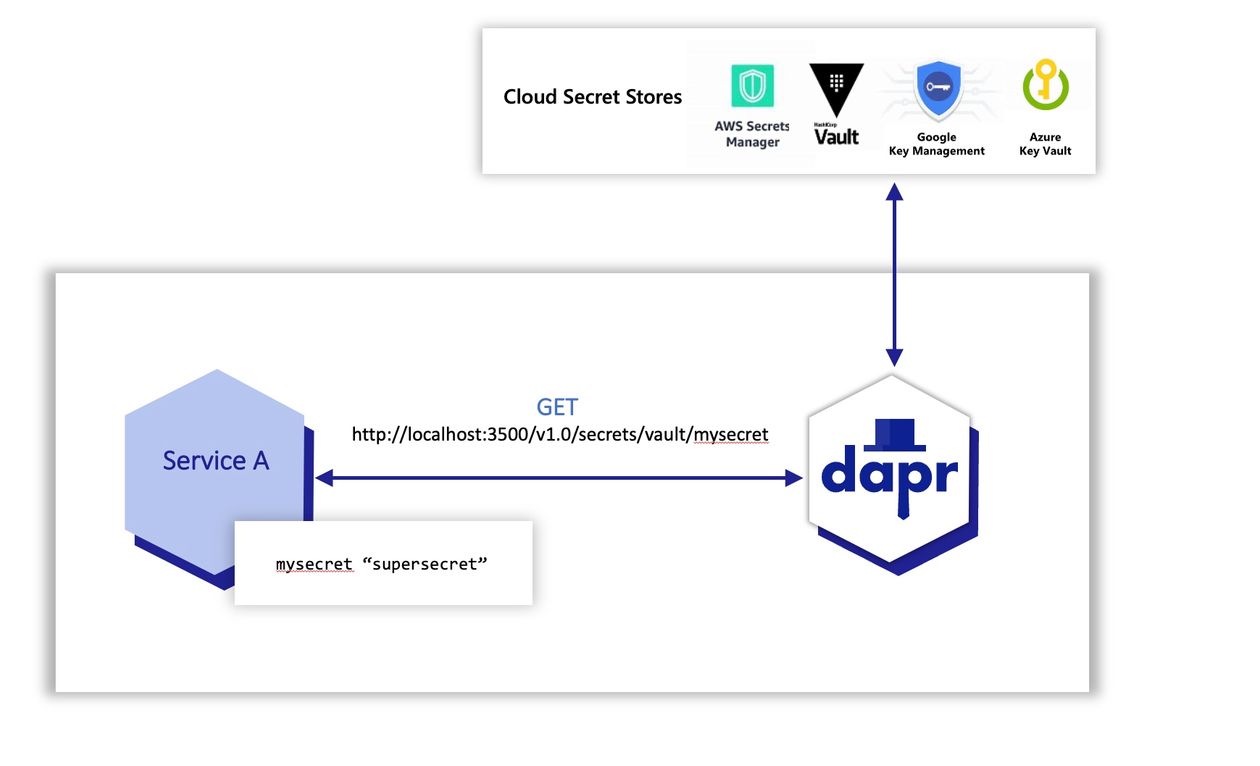 Cloud Secret Stores
AWS Secrets
Manager
HashiCorp
Vault
Google
Key Management
Azure
Key Vault
GET
http://localhost:3500/v1.0/secrets/vault/mysecret
Service A
dapr
mysecret “supersecret”